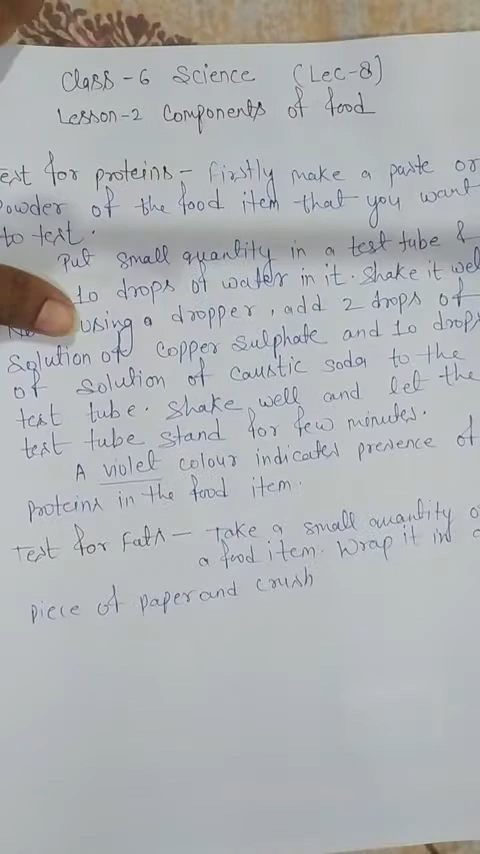 Class-6 Science (Lec-8)
Lesson-2 Components of food
Test for proteins - Firstly make a paste or
powder of the food item that you want
to test.
Put small quantity in a test tube &
10 drops of water in it. Shake it well
using a dropper, add 2 drops of
solution of copper sulphate and 10 drops
of solution of caustic soda to the
test tube. Shake well and let the
test tube stand for few minutes.
A violet colour indicates presence of
proteins in the food item.
Test for Fats - Take a small quantity of
a food item. Wrap it in a
piece of paper and crush